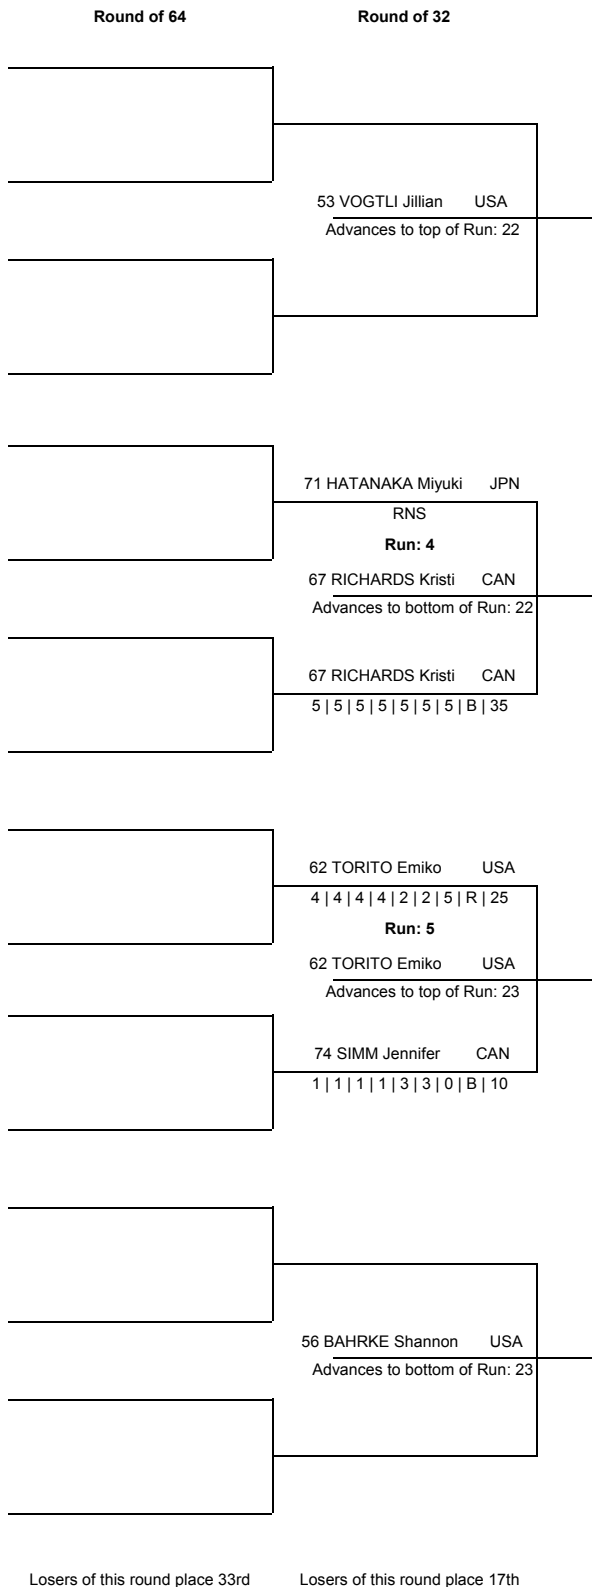 Round of 64 Round of 32
53 VOGTLI Jillian USA
Advances to top of Run: 22
71 HATANAKA Miyuki JPN
RNS
Run: 4
67 RICHARDS Kristi CAN
Advances to bottom of Run: 22
67 RICHARDS Kristi CAN
5 | 5 | 5 | 5 | 5 | 5 | 5 | B | 35
62 TORITO Emiko USA
4 | 4 | 4 | 4 | 2 | 2 | 5 | R | 25
Run: 5
62 TORITO Emiko USA
Advances to top of Run: 23
74 SIMM Jennifer CAN
1 | 1 | 1 | 1 | 3 | 3 | 0 | B | 10
56 BAHRKE Shannon USA
Advances to bottom of Run: 23
Losers of this round place 33rd Losers of this round place 17th